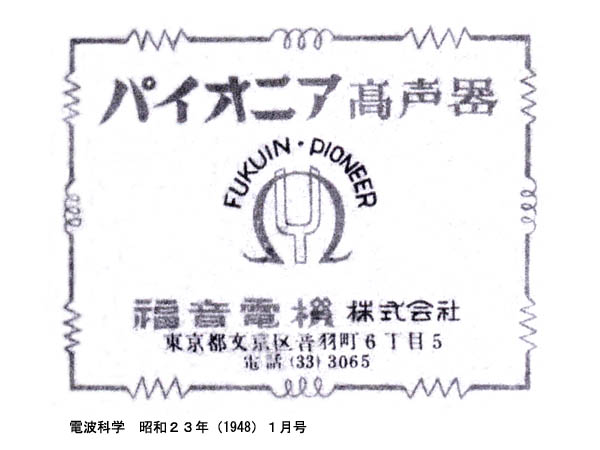 パイオニア高声器
FUKUIN・PIONEER
福音電機 株式会社
東京都文京区音羽町6丁目5
電話 (33) 3065
電波科学 昭和２３年（1948）１月号